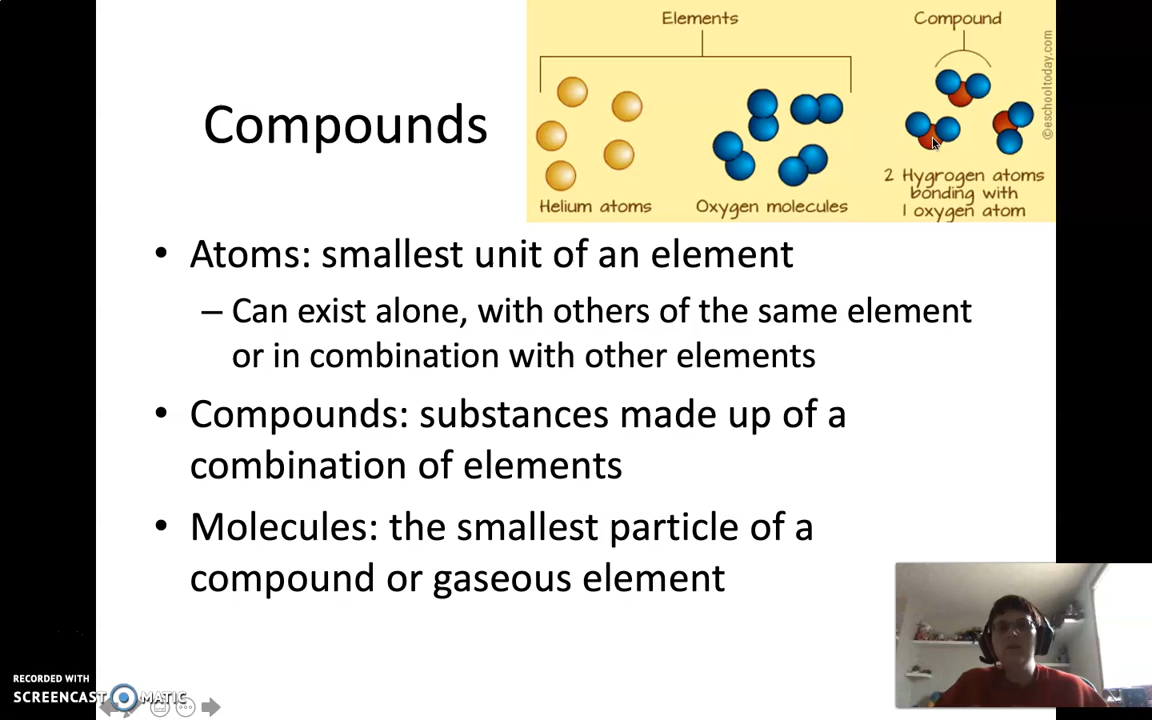 Elements
Compound
Compounds
©eschooltoday.com
Helium atoms
Oxygen molecules
2 Hygrogen atoms
bonding with
1 oxygen atom
• Atoms: smallest unit of an element
– Can exist alone, with others of the same element
or in combination with other elements
• Compounds: substances made up of a
combination of elements
• Molecules: the smallest particle of a
compound or gaseous element
RECORDED WITH
SCREENCAST MATIC